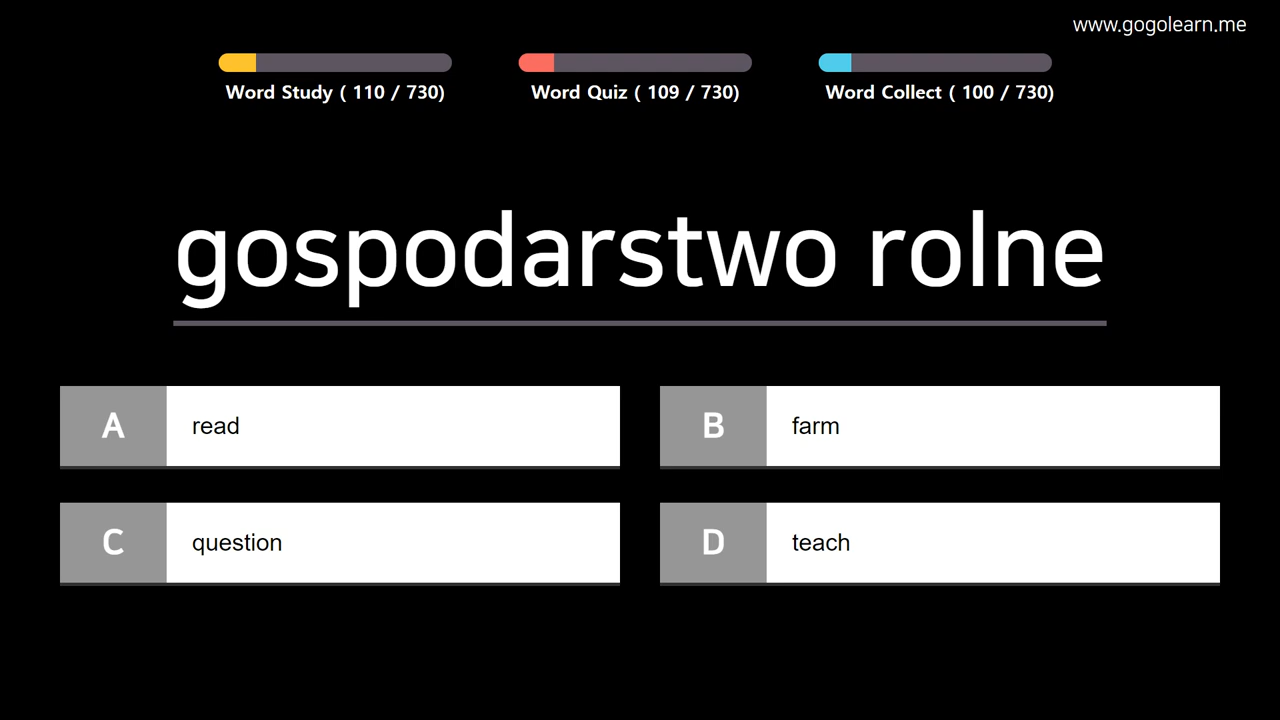 www.gogolearn.me
Word Study ( 110 / 730)
Word Quiz ( 109 / 730)
Word Collect ( 100 / 730)
gospodarstwo rolne
A read
B farm
C question
D teach